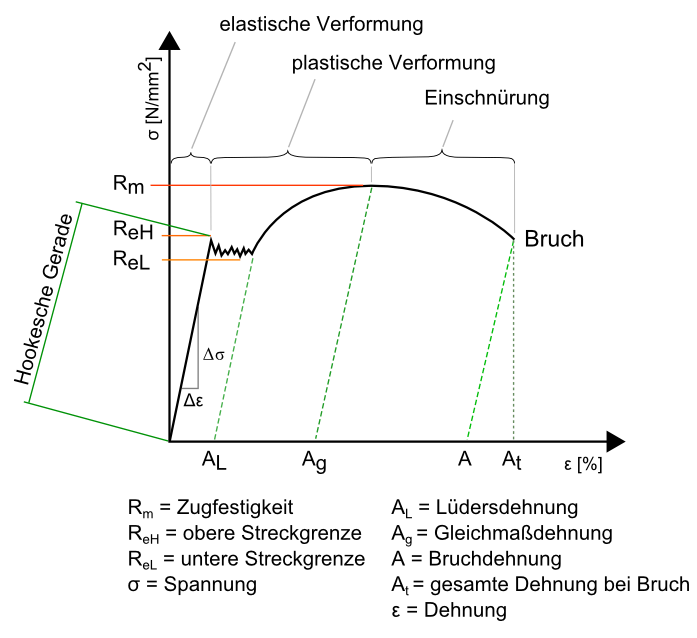 elastische Verformung
plastische Verformung
Einschnürung
σ [N/mm²]
Rm
ReH
ReL
Hookesche Gerade
Bruch
Δσ
Δε
AL
Ag
A
At
ε [%]
Rm = Zugfestigkeit
ReH = obere Streckgrenze
ReL = untere Streckgrenze
σ = Spannung
AL = Lüdersdehnung
Ag = Gleichmaßdehnung
A = Bruchdehnung
At = gesamte Dehnung bei Bruch
ε = Dehnung